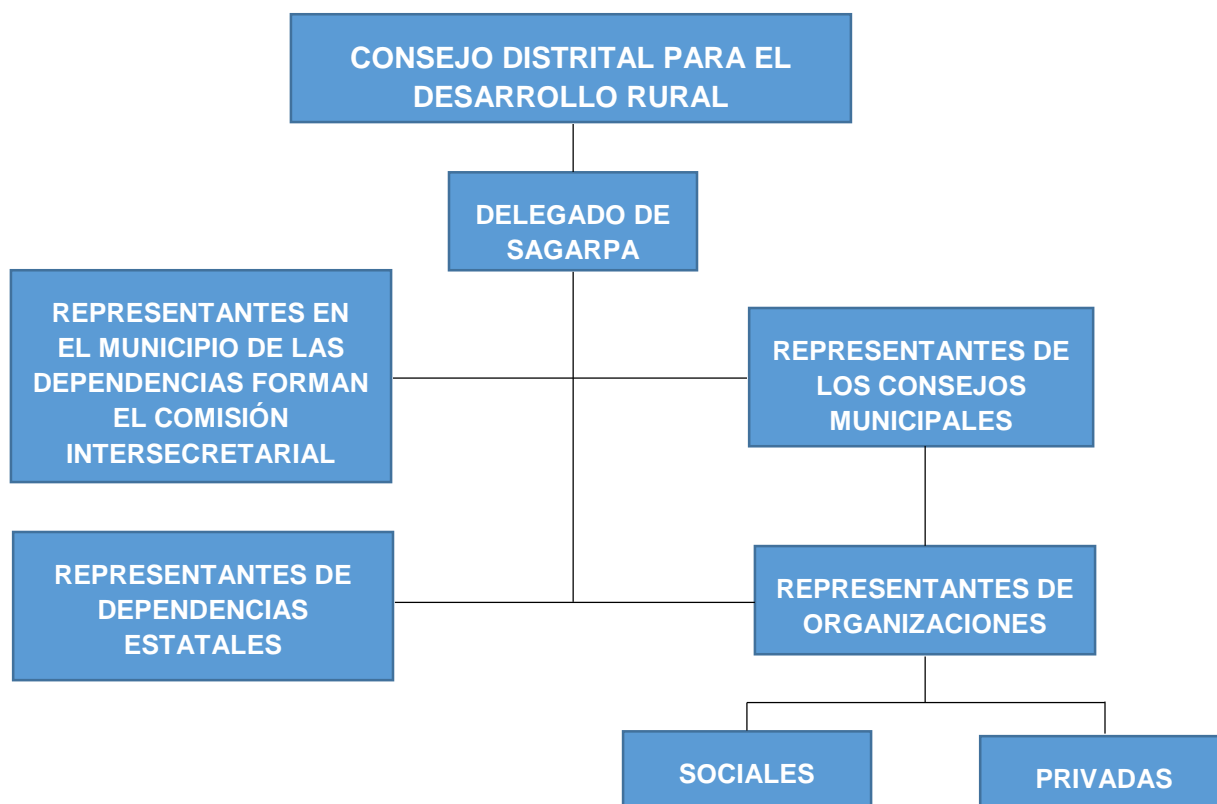 CONSEJO DISTRITAL PARA EL
DESARROLLO RURAL
DELEGADO DE
SAGARPA
REPRESENTANTES EN
EL MUNICIPIO DE LAS
DEPENDENCIAS FORMAN
EL COMISIÓN
INTERSECRETARIAL
REPRESENTANTES DE
LOS CONSEJOS
MUNICIPALES
REPRESENTANTES DE
DEPENDENCIAS
ESTATALES
REPRESENTANTES DE
ORGANIZACIONES
SOCIALES
PRIVADAS